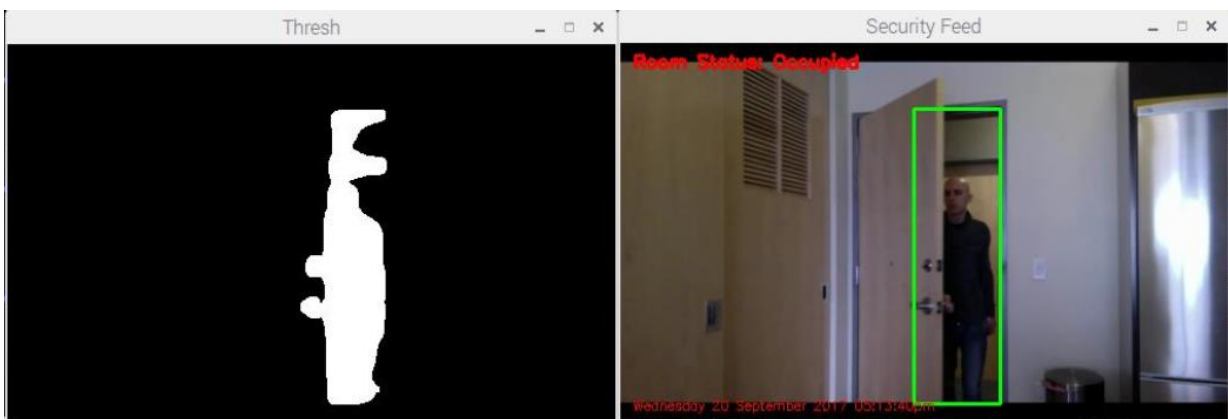 Thresh
Security Feed
Room Status: Occupied
Wednesday 20 September 2017 05:13:40pm